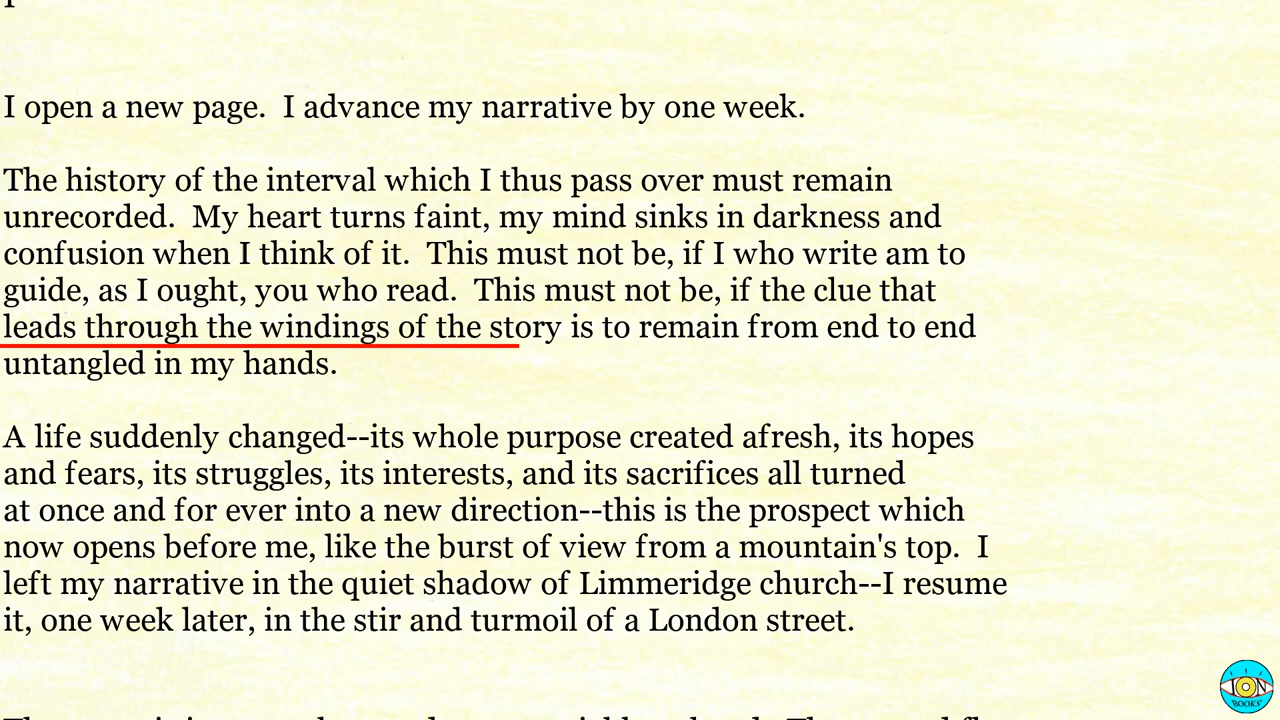 I open a new page.  I advance my narrative by one week.
The history of the interval which I thus pass over must remain
unrecorded.  My heart turns faint, my mind sinks in darkness and
confusion when I think of it.  This must not be, if I who write am to
guide, as I ought, you who read.  This must not be, if the clue that
leads through the windings of the story is to remain from end to end
untangled in my hands.
A life suddenly changed--its whole purpose created afresh, its hopes
and fears, its struggles, its interests, and its sacrifices all turned
at once and for ever into a new direction--this is the prospect which
now opens before me, like the burst of view from a mountain's top.  I
left my narrative in the quiet shadow of Limmeridge church--I resume
it, one week later, in the stir and turmoil of a London street.
ION
BOOKS